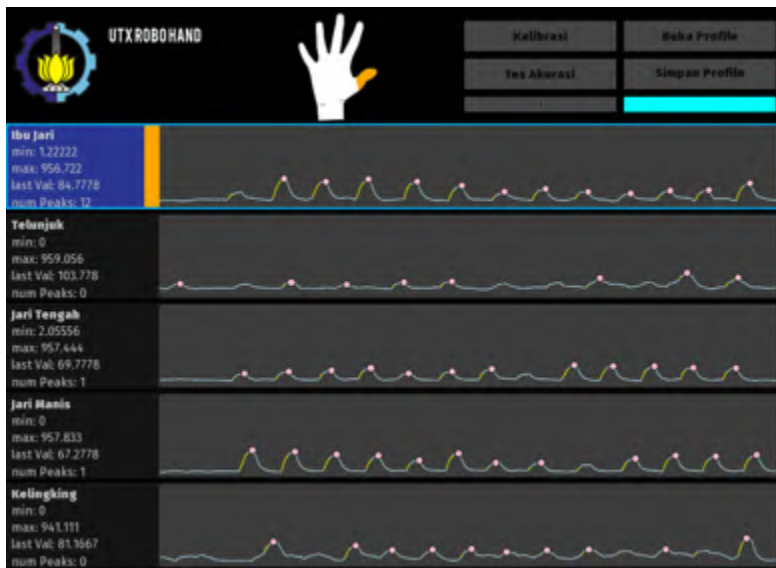 UTX ROBO HAND
Kalibrasi
Buka Profile
Tes Akurasi
Simpan Profile
Ibu Jari
min: 1.22222
max: 956.722
last Val: 84.7778
num Peaks: 12
Telunjuk
min: 0
max: 959.056
last Val: 103.778
num Peaks: 0
Jari Tengah
min: 2.05556
max: 957.444
last Val: 69.7778
num Peaks: 1
Jari Manis
min: 0
max: 957.833
last Val: 67.2778
num Peaks: 1
Kelingking
min: 0
max: 941.111
last Val: 81.1667
num Peaks: 0